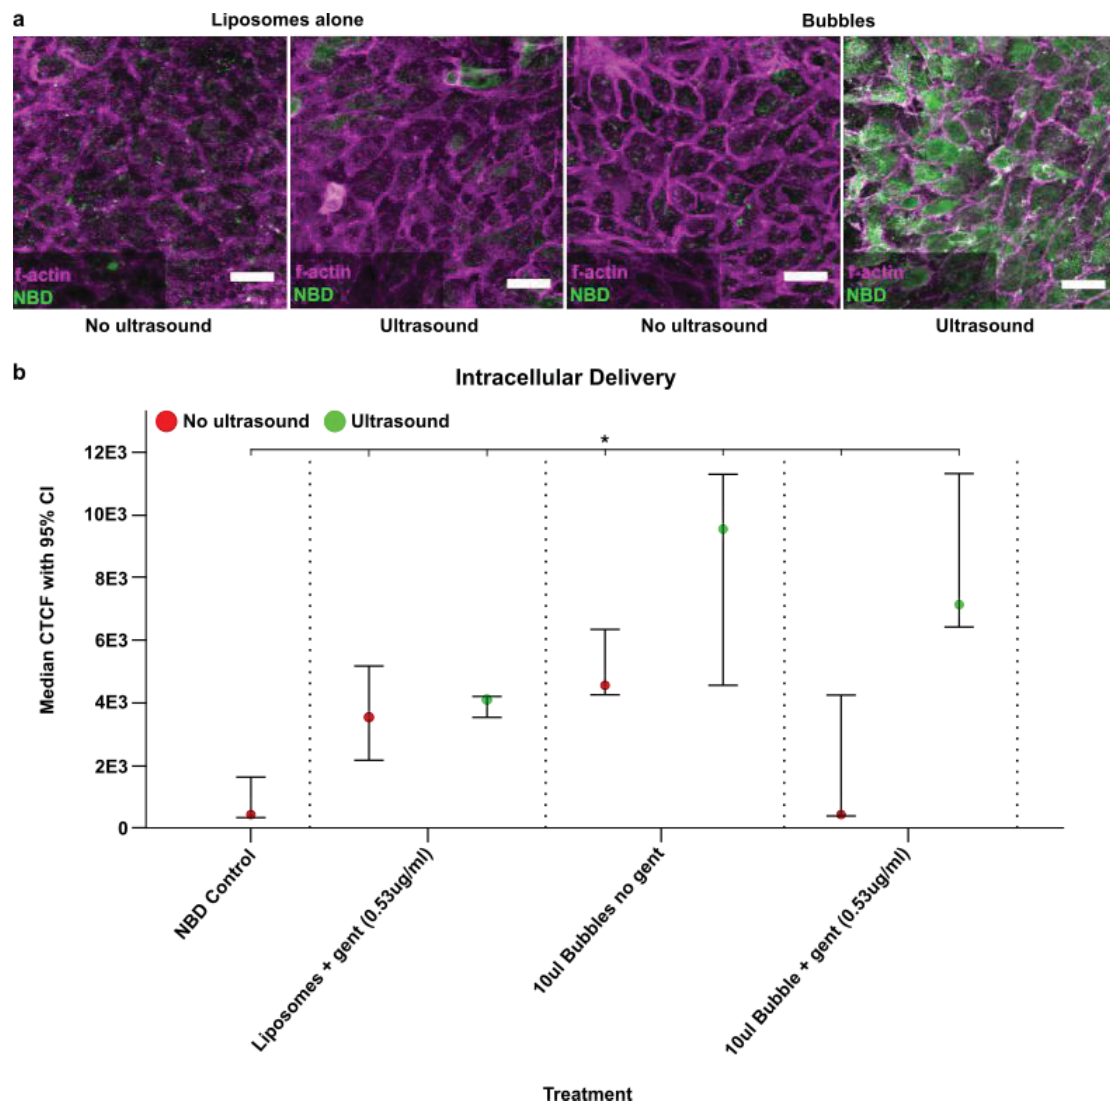 a
Liposomes alone
Bubbles
f-actin
NBD
f-actin
NBD
f-actin
NBD
f-actin
NBD
No ultrasound
Ultrasound
No ultrasound
Ultrasound
b
Intracellular Delivery
No ultrasound
Ultrasound
*
Median CTCF with 95% CI
12E3
10E3
8E3
6E3
4E3
2E3
0
NBD Control
Liposomes + gent (0.53ug/ml)
10ul Bubbles no gent
10ul Bubble + gent (0.53ug/ml)
Treatment